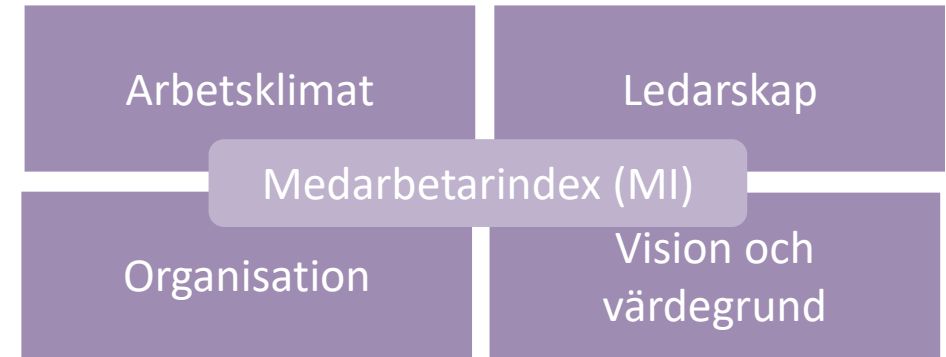 Arbetsklimat
Ledarskap
Medarbetarindex (MI)
Organisation
Vision och
värdegrund